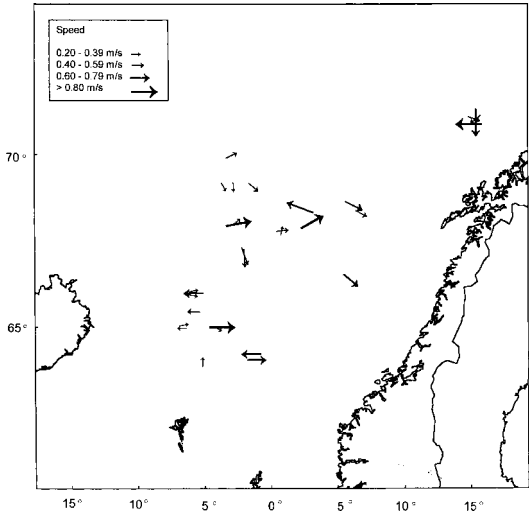 Speed
0.20 - 0.39 m/s
0.40 - 0.59 m/s
0.60 - 0.79 m/s
> 0.80 m/s
70 °
65 °
15 ° 10 ° 5 ° 0 ° 5 ° 10 ° 15 °